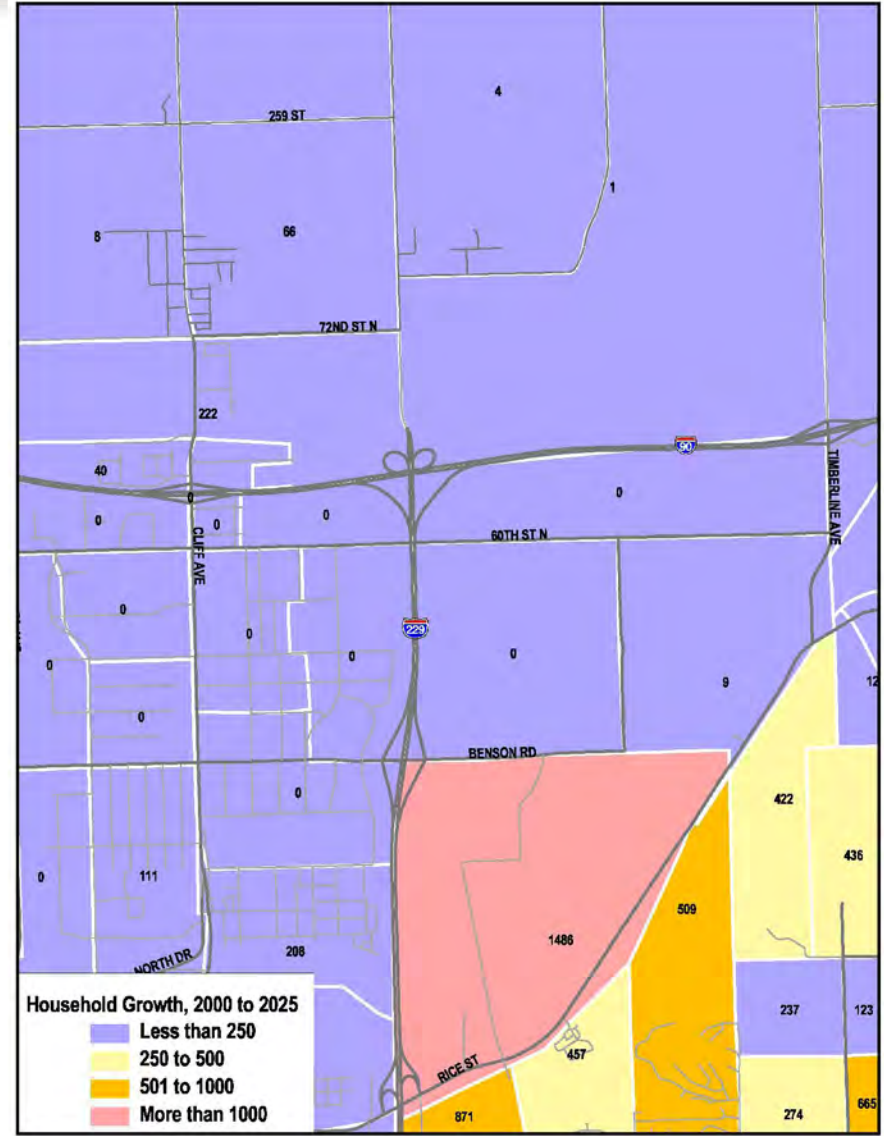 4
259 ST
1
8
66
72ND ST N
222
90
40
0
0
0
0
0
TIMBERLINE AVE
60TH ST N
CLIFF AVE
0
0
229
0
0
0
9
12
0
BENSON RD
0
422
436
0
111
509
1486
208
NORTH DR
237
123
Household Growth, 2000 to 2025
Less than 250
250 to 500
501 to 1000
More than 1000
RICE ST
457
871
274
665